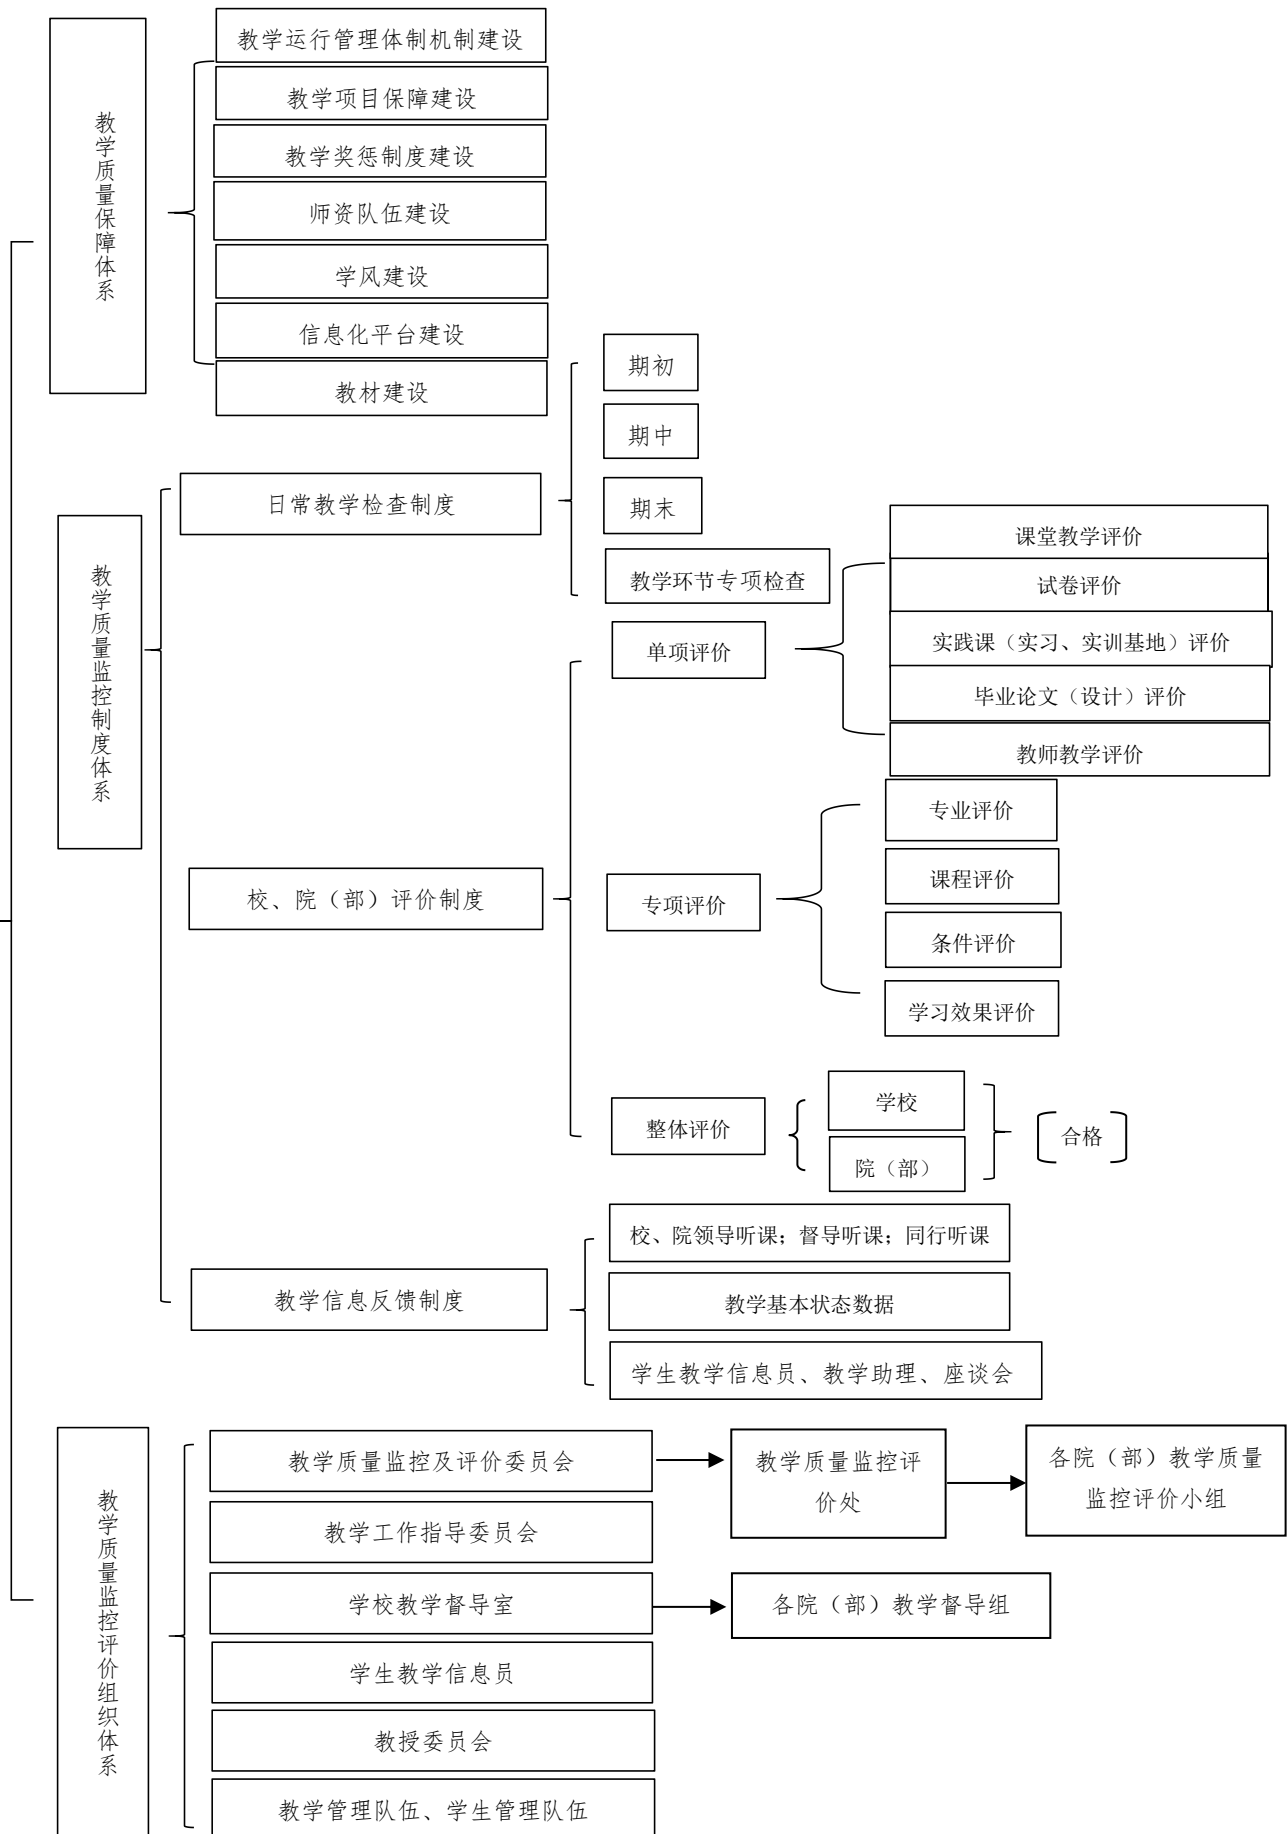 教学质量保障体系
教学运行管理体制机制建设
教学项目保障建设
教学奖惩制度建设
师资队伍建设
学风建设
信息化平台建设
教材建设
教学质量监控制度体系
日常教学检查制度
期初
期中
期末
教学环节专项检查
校、院（部）评价制度
单项评价
课堂教学评价
试卷评价
实践课（实习、实训基地）评价
毕业论文（设计）评价
教师教学评价
专项评价
专业评价
课程评价
条件评价
学习效果评价
整体评价
学校
院（部）
合格
教学信息反馈制度
校、院领导听课；督导听课；同行听课
教学基本状态数据
学生教学信息员、教学助理、座谈会
教学质量监控评价组织体系
教学质量监控及评价委员会
教学质量监控评
价处
各院（部）教学质量
监控评价小组
教学工作指导委员会
学校教学督导室
各院（部）教学督导组
学生教学信息员
教授委员会
教学管理队伍、学生管理队伍